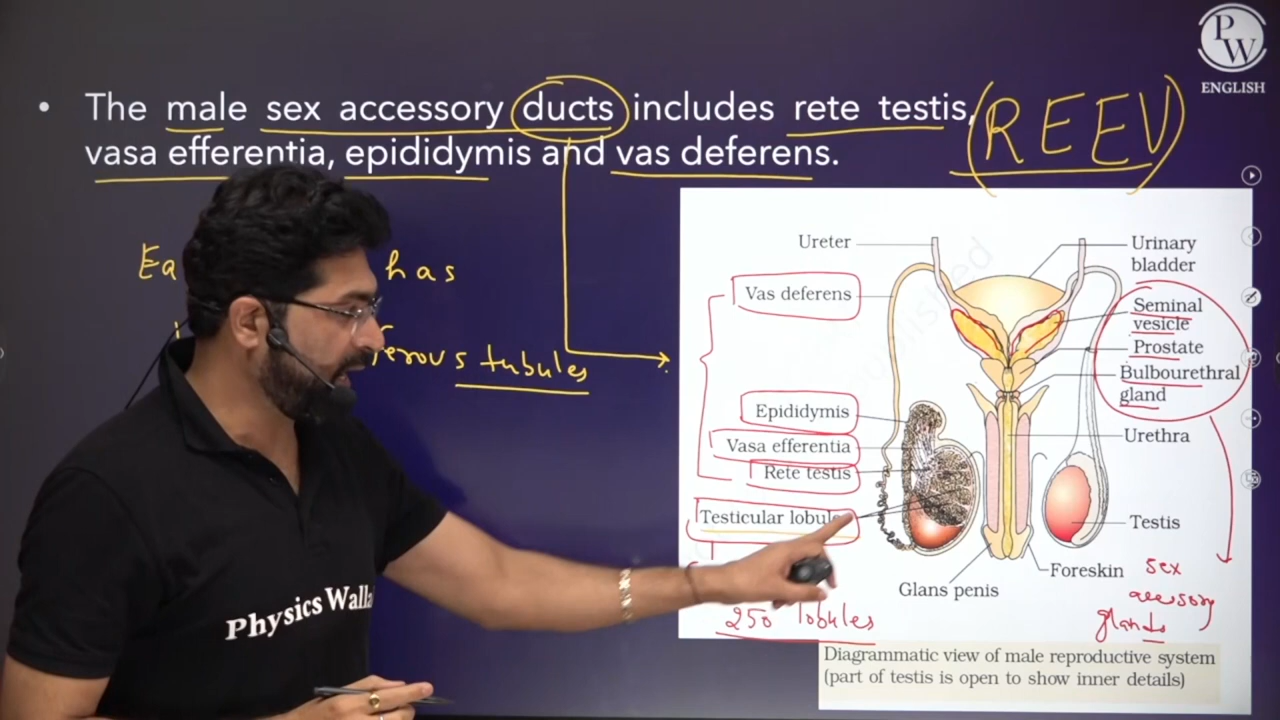 PW
ENGLISH
• The male sex accessory ducts includes rete testis,
vasa efferentia, epididymis and vas deferens.
(REEV)
Ea has
erous tubules
Ureter
Urinary
bladder
Vas deferens
Seminal
vesicle
Prostate
Bulbourethral
gland
Epididymis
Urethra
Vasa efferentia
Rete testis
Testicular lobul
Testis
Foreskin
Glans penis
sex
accessory
glands
250 lobules
Physics Walla
Diagrammatic view of male reproductive system
(part of testis is open to show inner details)